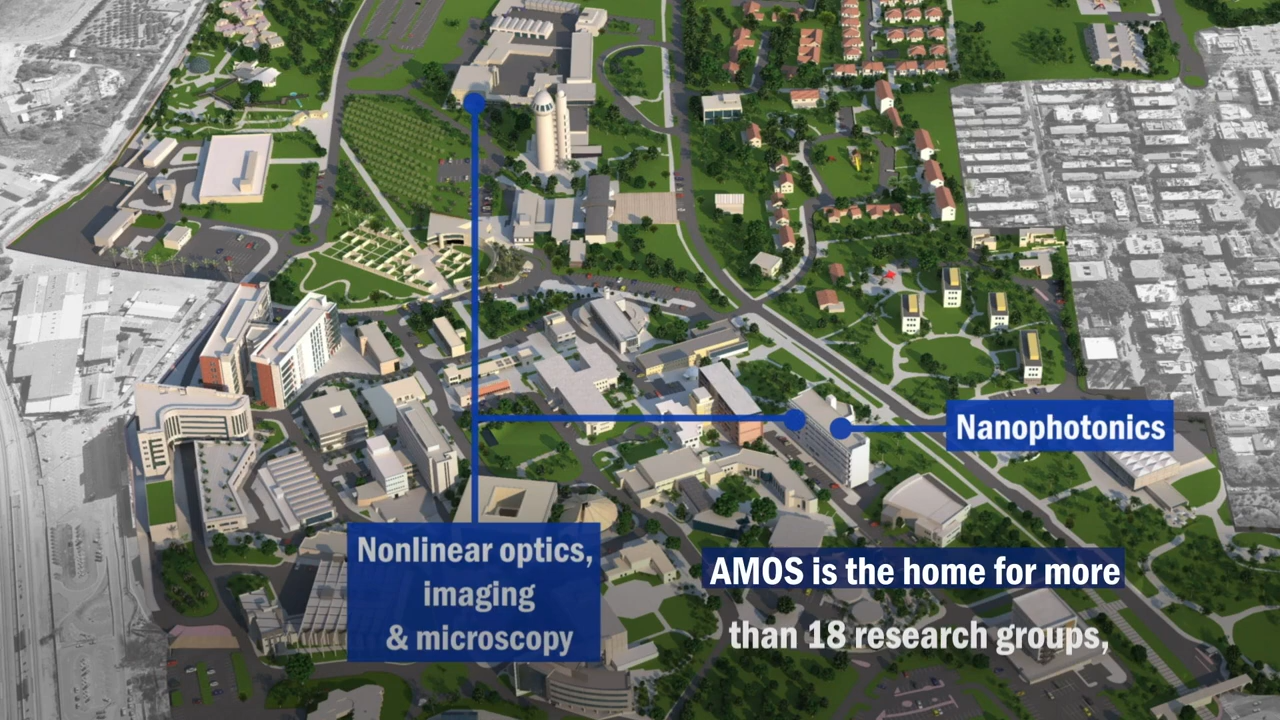 Nanophotonics
Nonlinear optics,
imaging
& microscopy
AMOS is the home for more
than 18 research groups,